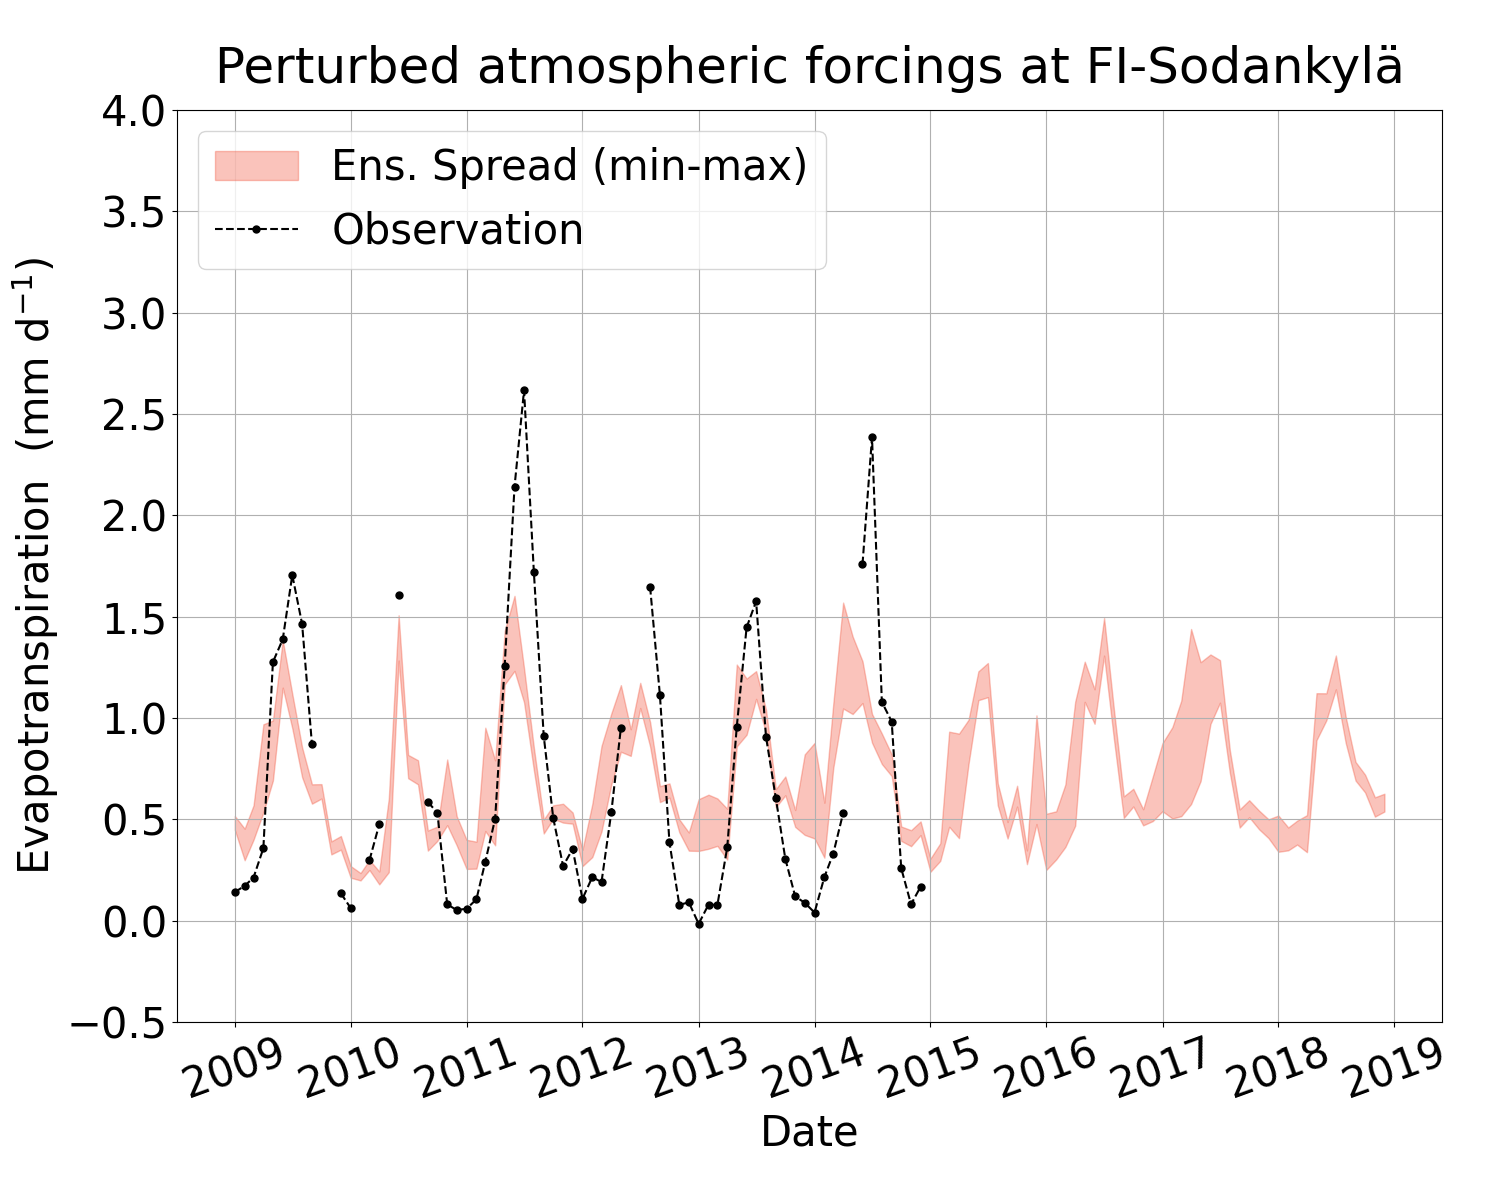 Perturbed atmospheric forcings at FI-Sodankylä
4.0
3.5
3.0
2.5
2.0
1.5
1.0
0.5
0.0
−0.5
Evapotranspiration (mm d⁻¹)
Ens. Spread (min-max)
Observation
2009 2010 2011 2012 2013 2014 2015 2016 2017 2018 2019
Date